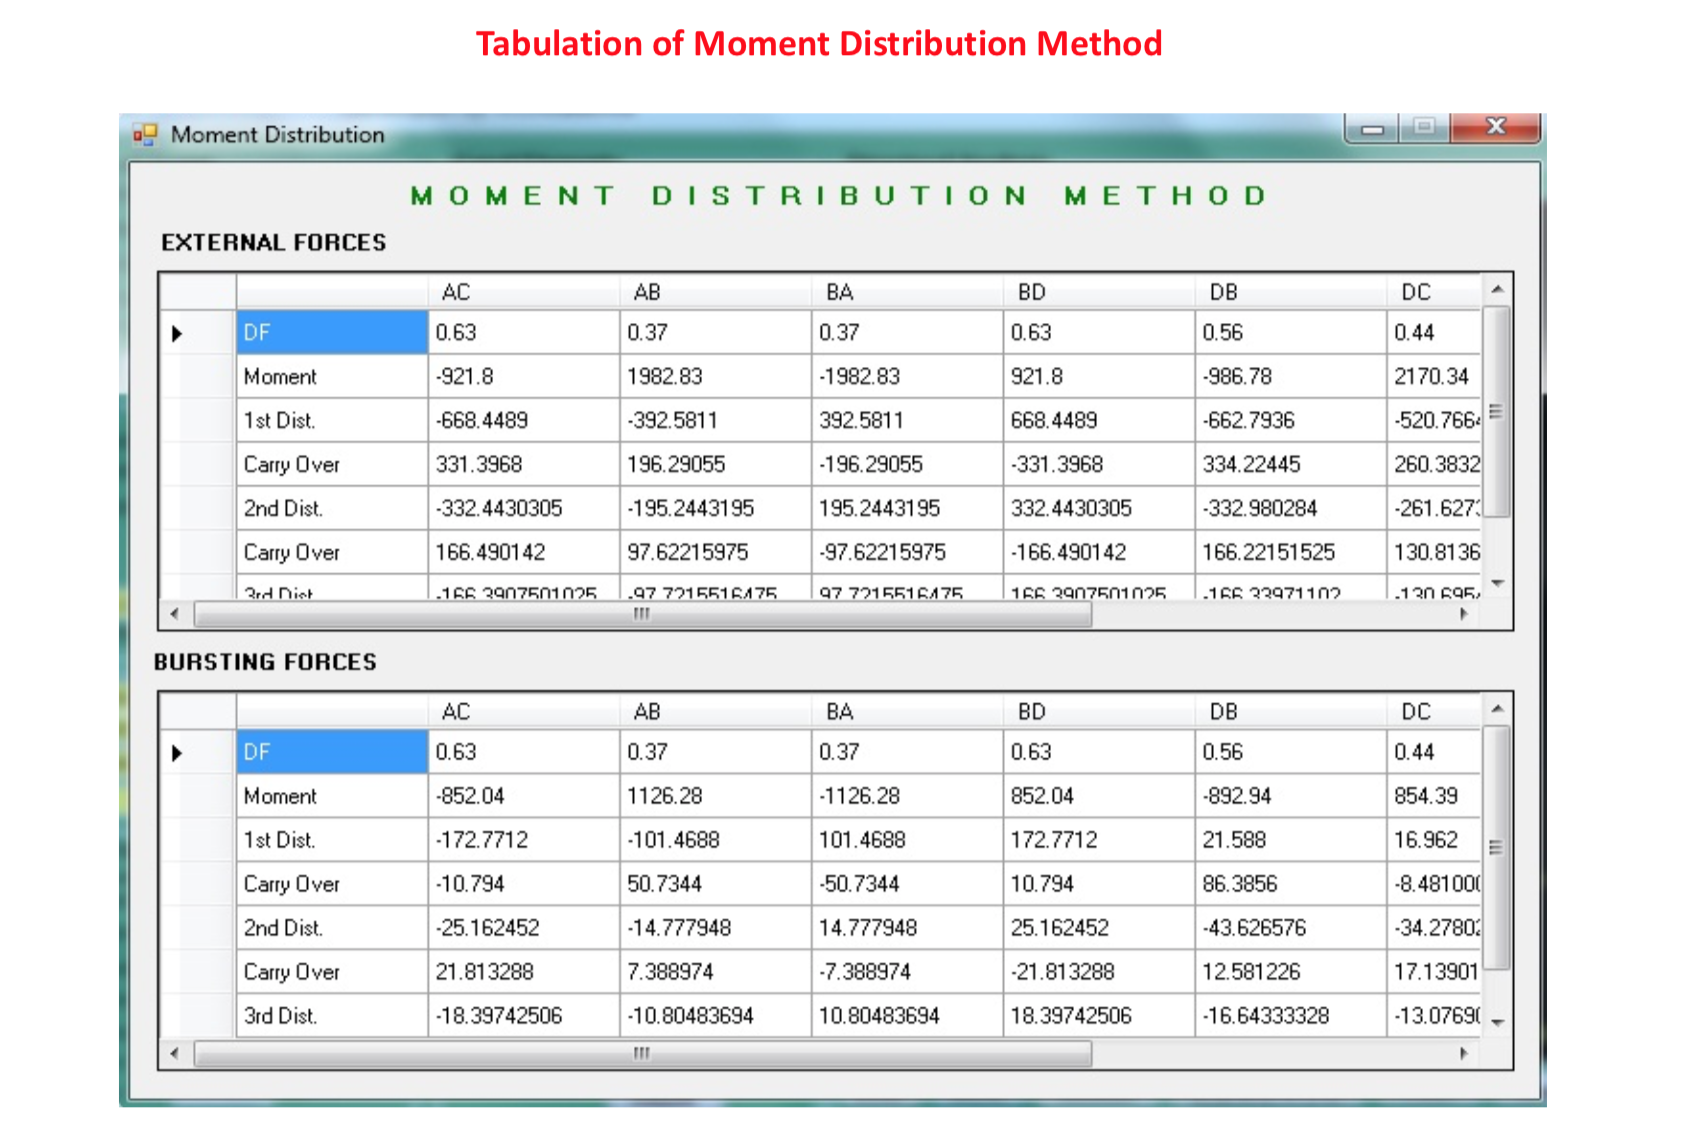 Tabulation of Moment Distribution Method
Moment Distribution
MOMENT DISTRIBUTION METHOD
EXTERNAL FORCES
AC AB BA BD DB DC
DF 0.63 0.37 0.37 0.63 0.56 0.44
Moment -921.8 1982.83 -1982.83 921.8 -986.78 2170.34
1st Dist. -668.4489 -392.5811 392.5811 668.4489 -662.7936 -520.766
Carry Over 331.3968 196.29055 -196.29055 -331.3968 334.22445 260.3832
2nd Dist. -332.4430305 -195.2443195 195.2443195 332.4430305 -332.980284 -261.627
Carry Over 166.490142 97.62215975 -97.62215975 -166.490142 166.22151525 130.8136
3rd Dist. -166.3907501025 -97.7215516475 97.7215516475 166.3907501025 -166.33971102 -130.695
BURSTING FORCES
AC AB BA BD DB DC
DF 0.63 0.37 0.37 0.63 0.56 0.44
Moment -852.04 1126.28 -1126.28 852.04 -892.94 854.39
1st Dist. -172.7712 -101.4688 101.4688 172.7712 21.588 16.962
Carry Over -10.794 50.7344 -50.7344 10.794 86.3856 -8.48100
2nd Dist. -25.162452 -14.777948 14.777948 25.162452 -43.626576 -34.2780
Carry Over 21.813288 7.388974 -7.388974 -21.813288 12.581226 17.13901
3rd Dist. -18.39742506 -10.80483694 10.80483694 18.39742506 -16.64333328 -13.0769